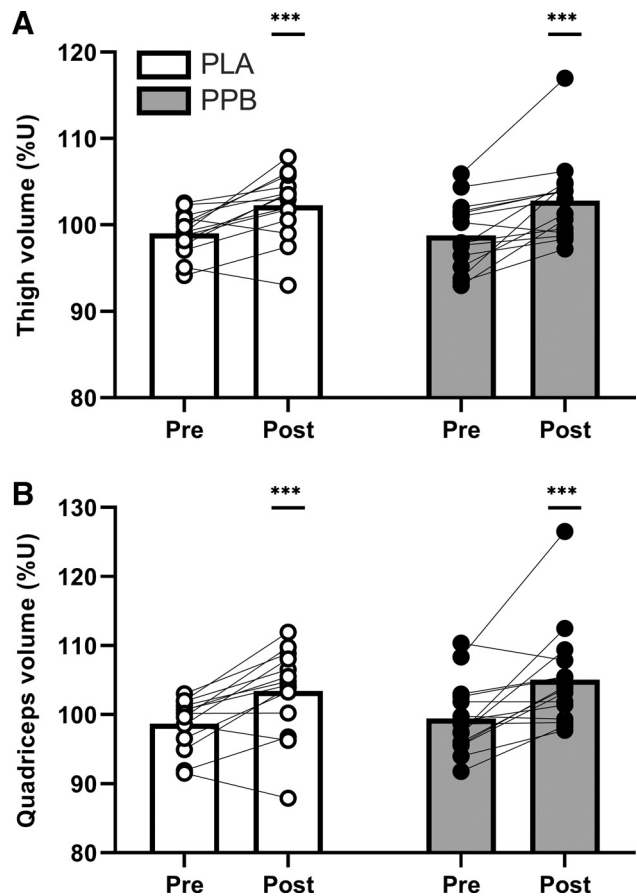 A
*** ***
PLA
PPB
Thigh volume (%U)
120
110
100
90
80
Pre Post Pre Post
B
*** ***
Quadriceps volume (%U)
130
120
110
100
90
80
Pre Post Pre Post